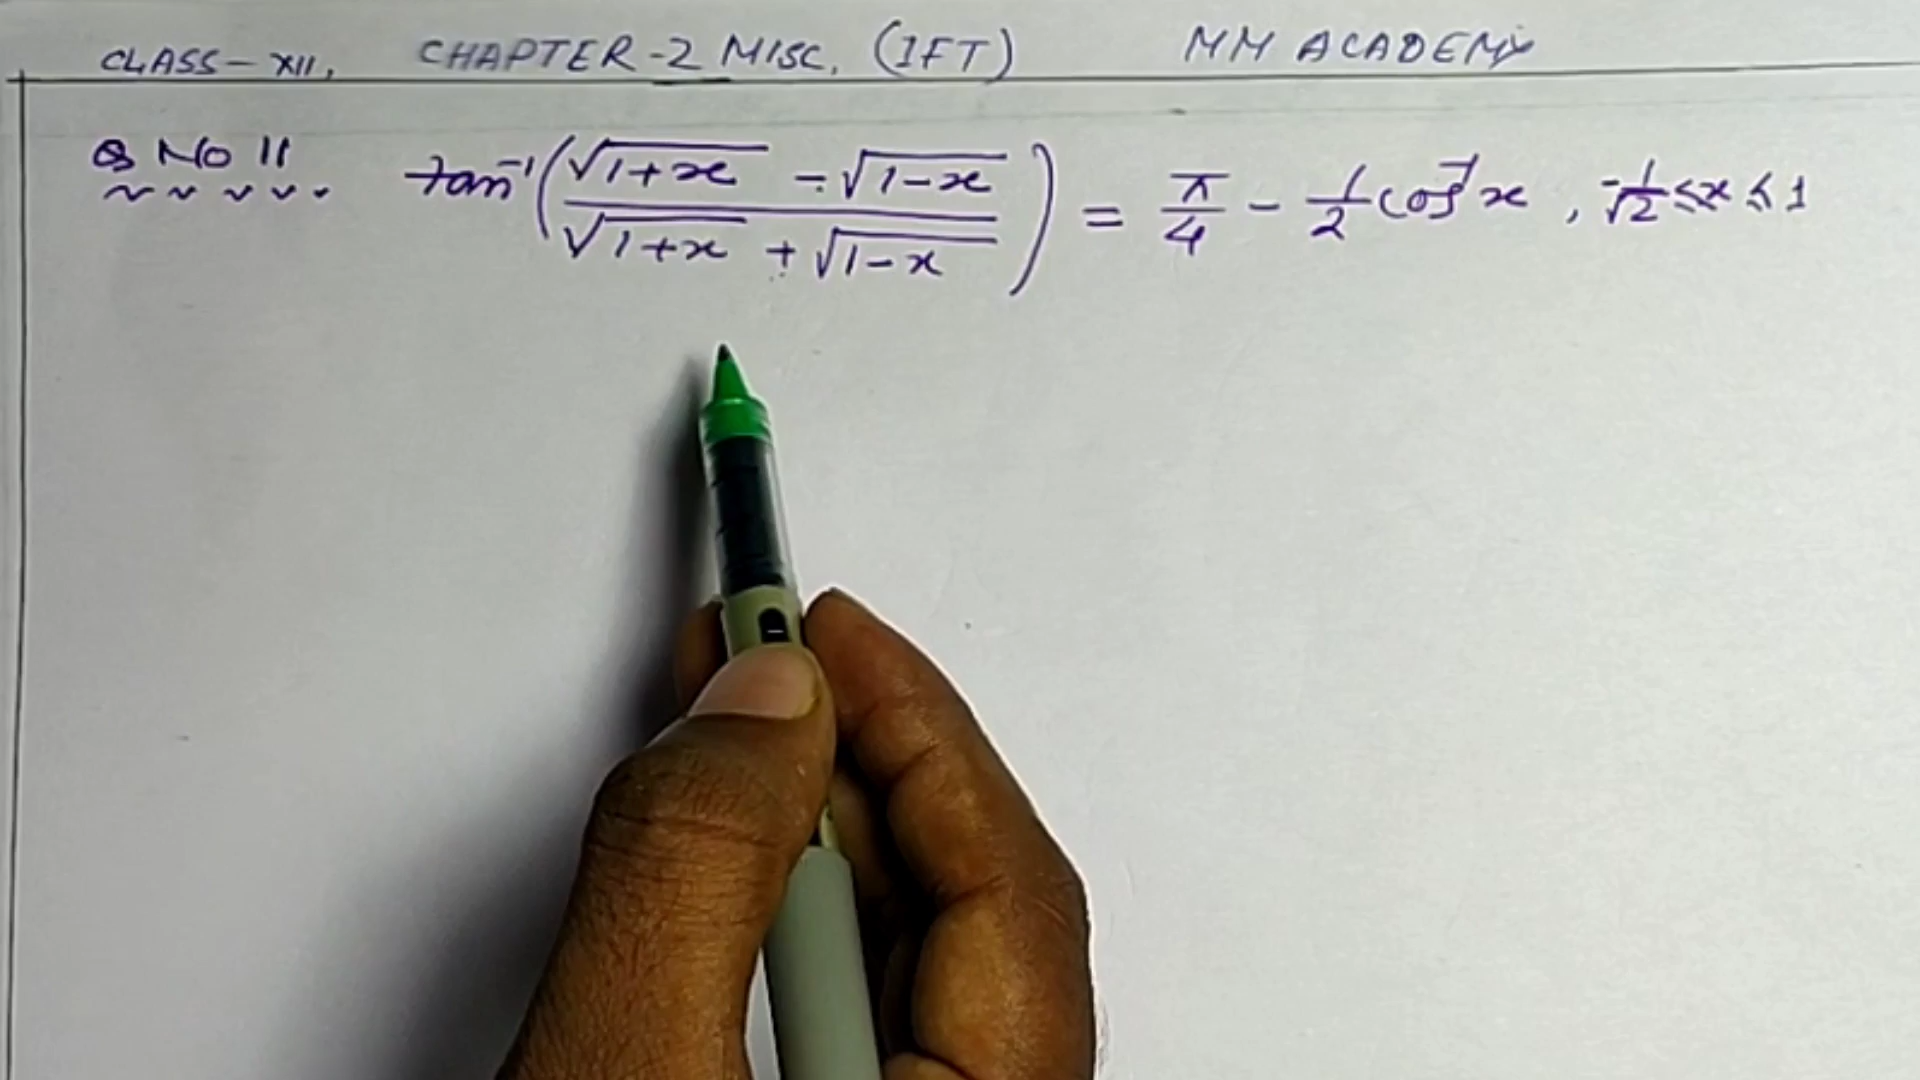 CLASS-XII, CHAPTER-2 MISC. (IFT) MM ACADEMY
Q No 11 tan⁻¹((√(1+x) - √(1-x))/(√(1+x) + √(1-x))) = π/4 - 1/2 cos⁻¹x, -1/√2 ≤ x ≤ 1